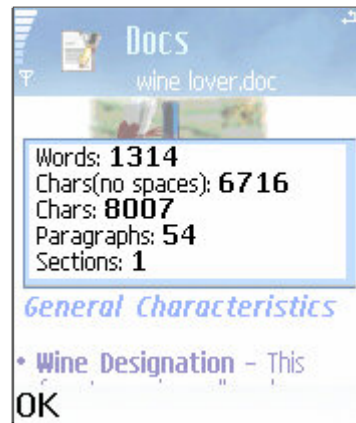 Docs
wine lover.doc
Words: 1314
Chars(no spaces): 6716
Chars: 8007
Paragraphs: 54
Sections: 1
General Characteristics
• Wine Designation – This
OK